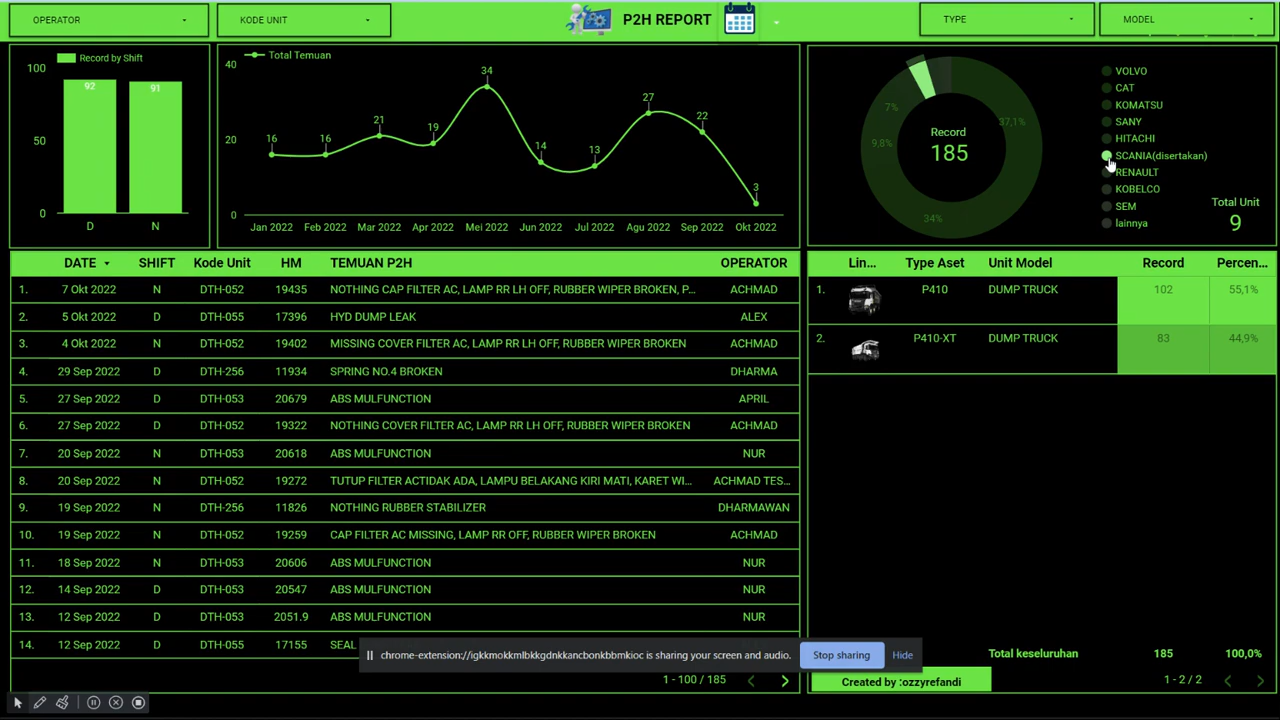 OPERATOR
KODE UNIT
P2H REPORT
TYPE
MODEL
Record by Shift
100
50
0
92
91
D
N
Total Temuan
40
20
0
16
16
21
19
34
14
13
27
22
3
Jan 2022
Feb 2022
Mar 2022
Apr 2022
Mei 2022
Jun 2022
Jul 2022
Agu 2022
Sep 2022
Okt 2022
7%
9,8%
37,1%
34%
Record
185
VOLVO
CAT
KOMATSU
SANY
HITACHI
SCANIA(disertakan)
RENAULT
KOBELCO
SEM
lainnya
Total Unit
9
DATE SHIFT Kode Unit HM TEMUAN P2H OPERATOR
1. 7 Okt 2022 N DTH-052 19435 NOTHING CAP FILTER AC, LAMP RR LH OFF, RUBBER WIPER BROKEN, P... ACHMAD
2. 5 Okt 2022 D DTH-055 17396 HYD DUMP LEAK ALEX
3. 4 Okt 2022 N DTH-052 19402 MISSING COVER FILTER AC, LAMP RR LH OFF, RUBBER WIPER BROKEN ACHMAD
4. 29 Sep 2022 D DTH-256 11934 SPRING NO.4 BROKEN DHARMA
5. 27 Sep 2022 D DTH-053 20679 ABS MULFUNCTION APRIL
6. 27 Sep 2022 D DTH-052 19322 NOTHING COVER FILTER AC, LAMP RR LH OFF, RUBBER WIPER BROKEN ACHMAD
7. 20 Sep 2022 N DTH-053 20618 ABS MULFUNCTION NUR
8. 20 Sep 2022 N DTH-052 19272 TUTUP FILTER ACTIDAK ADA, LAMPU BELAKANG KIRI MATI, KARET WI... ACHMAD TES...
9. 19 Sep 2022 N DTH-256 11826 NOTHING RUBBER STABILIZER DHARMAWAN
10. 19 Sep 2022 N DTH-052 19259 CAP FILTER AC MISSING, LAMP RR OFF, RUBBER WIPER BROKEN ACHMAD
11. 18 Sep 2022 N DTH-053 20606 ABS MULFUNCTION NUR
12. 14 Sep 2022 D DTH-053 20547 ABS MULFUNCTION NUR
13. 12 Sep 2022 D DTH-053 2051.9 ABS MULFUNCTION NUR
14. 12 Sep 2022 D DTH-055 17155 SEAL
1 - 100 / 185
Lin... Type Aset Unit Model Record Percen...
1. P410 DUMP TRUCK 102 55,1%
2. P410-XT DUMP TRUCK 83 44,9%
Total keseluruhan 185 100,0%
Created by :ozzyrefandi
1 - 2 / 2
chrome-extension://igkkmokkmlbkkgdnkkancbonkbbmkioc is sharing your screen and audio.
Stop sharing
Hide